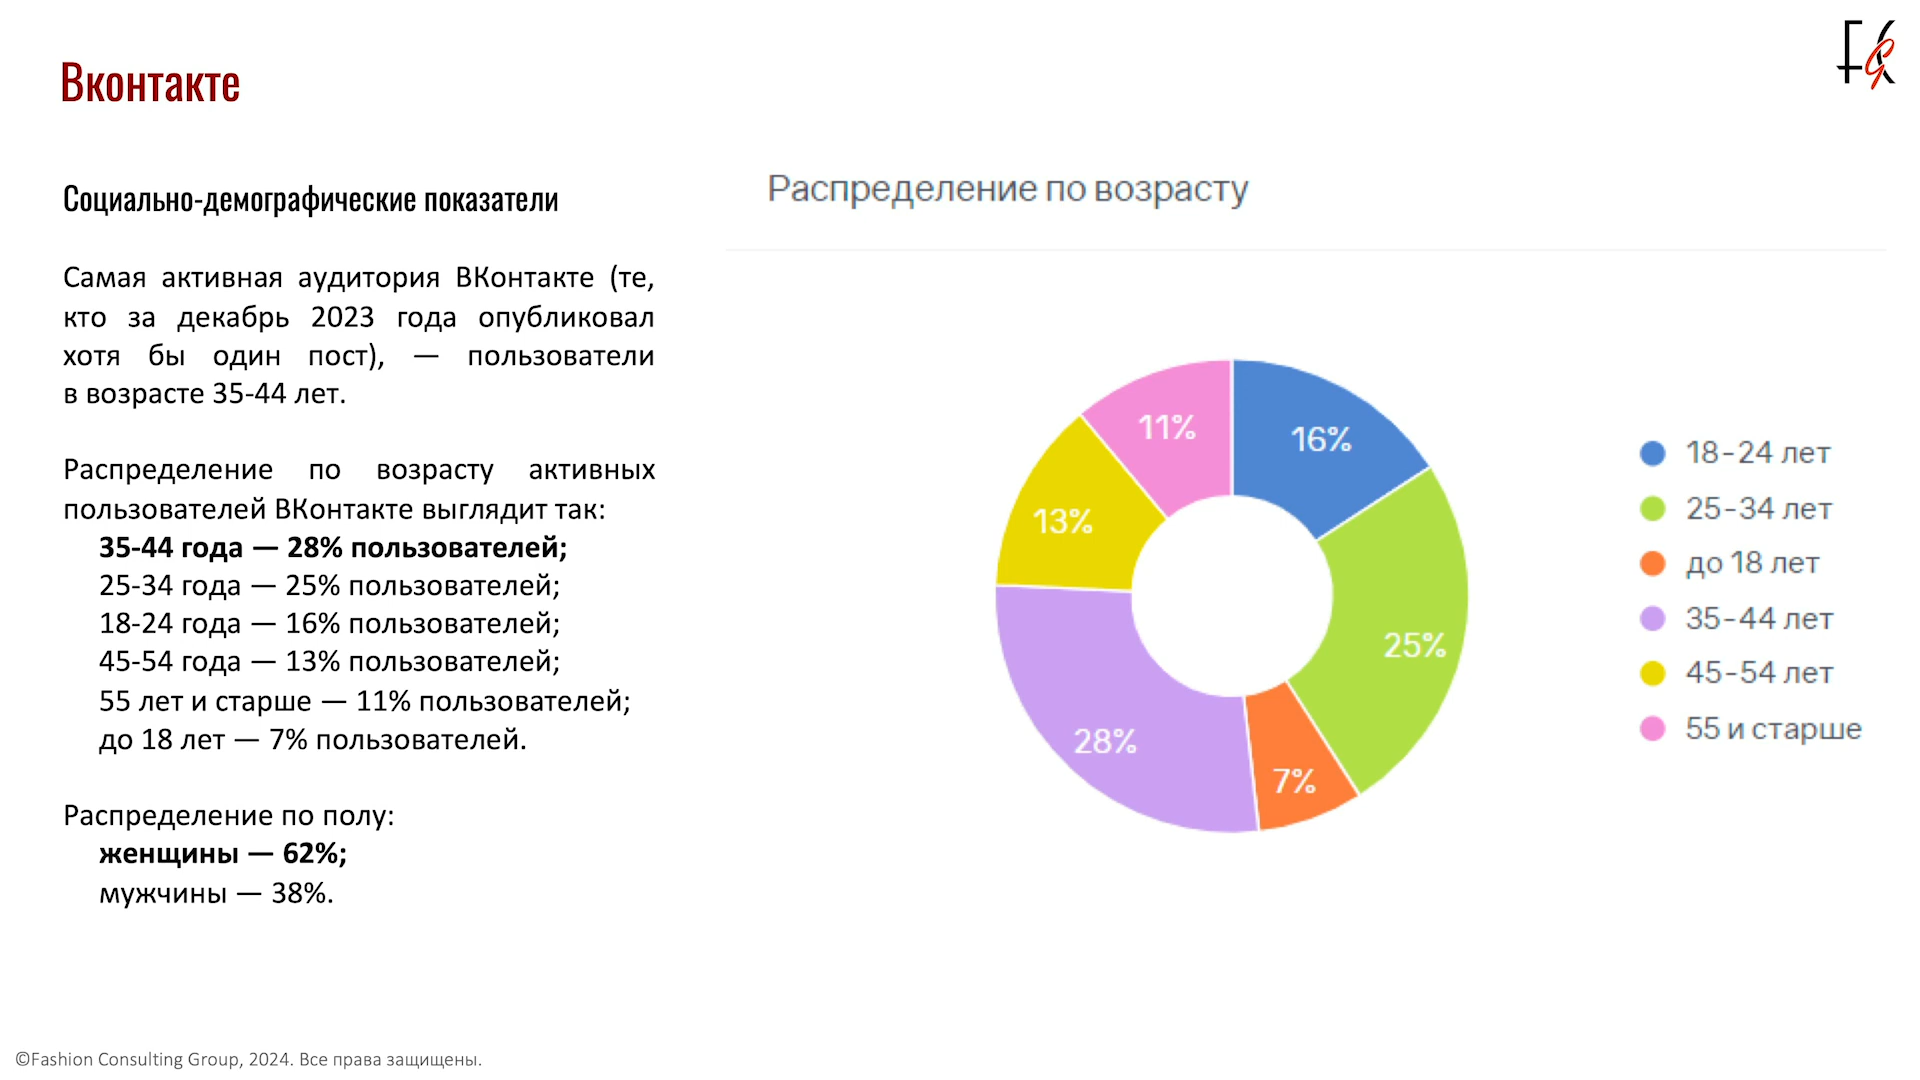 Вконтакте
FCG
Социально-демографические показатели
Самая активная аудитория ВКонтакте (те,
кто за декабрь 2023 года опубликовал
хотя бы один пост), — пользователи
в возрасте 35-44 лет.
Распределение по возрасту активных
пользователей ВКонтакте выглядит так:
35-44 года — 28% пользователей;
25-34 года — 25% пользователей;
18-24 года — 16% пользователей;
45-54 года — 13% пользователей;
55 лет и старше — 11% пользователей;
до 18 лет — 7% пользователей.
Распределение по полу:
женщины — 62%;
мужчины — 38%.
Распределение по возрасту
11%
16%
13%
25%
28%
7%
18-24 лет
25-34 лет
до 18 лет
35-44 лет
45-54 лет
55 и старше
©Fashion Consulting Group, 2024. Все права защищены.